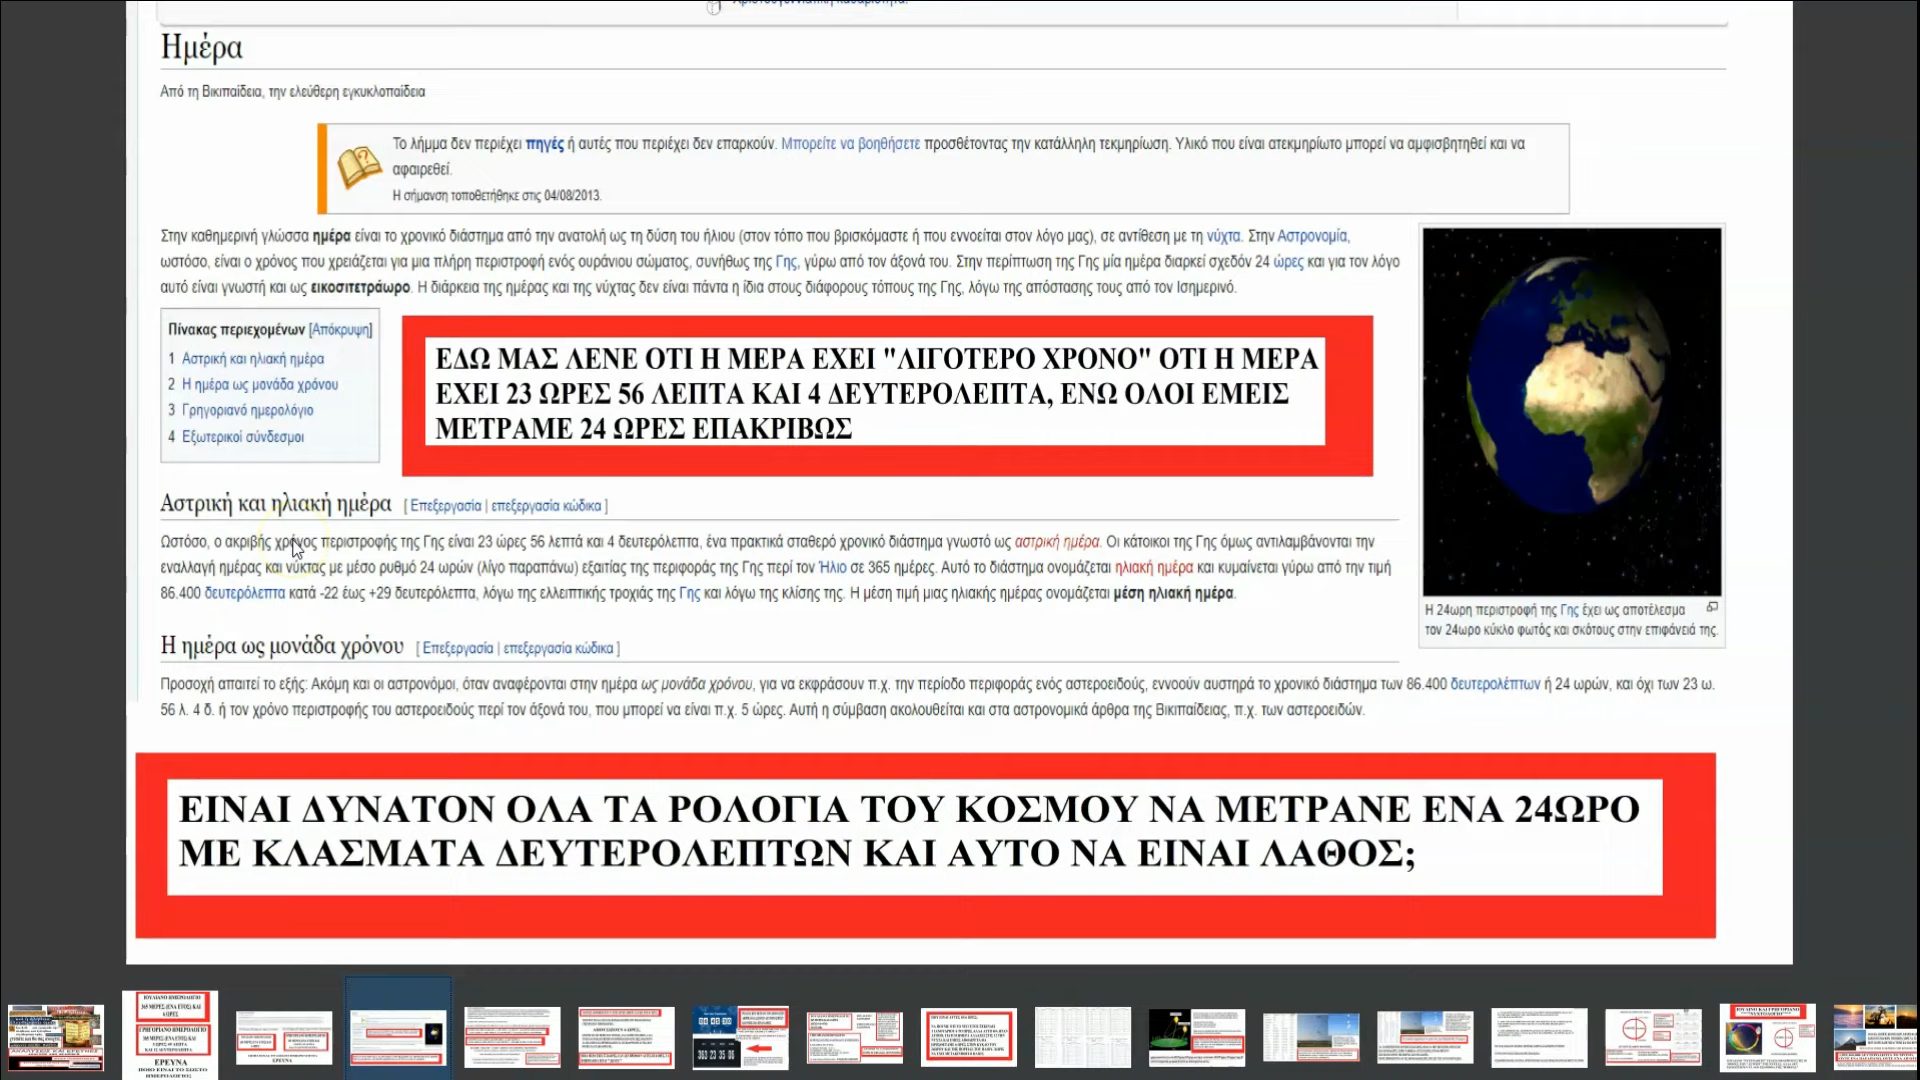 Ημέρα
Από τη Βικιπαίδεια, την ελεύθερη εγκυκλοπαίδεια
Το λήμμα δεν περιέχει πηγές ή αυτές που περιέχει δεν επαρκούν. Μπορείτε να βοηθήσετε προσθέτοντας την κατάλληλη τεκμηρίωση. Υλικό που είναι ατεκμηρίωτο μπορεί να αμφισβητηθεί και να
αφαιρεθεί.
Η σήμανση τοποθετήθηκε στις 04/08/2013.
Στην καθημερινή γλώσσα ημέρα είναι το χρονικό διάστημα από την ανατολή ως τη δύση του ήλιου (στον τόπο που βρισκόμαστε ή που εννοείται στον λόγο μας), σε αντίθεση με τη νύχτα. Στην Αστρονομία,
ωστόσο, είναι ο χρόνος που χρειάζεται για μια πλήρη περιστροφή ενός ουράνιου σώματος, συνήθως της Γης, γύρω από τον άξονά του. Στην περίπτωση της Γης μία ημέρα διαρκεί σχεδόν 24 ώρες και για τον λόγο
αυτό είναι γνωστή και ως εικοσιτετράωρο. Η διάρκεια της ημέρας και της νύχτας δεν είναι πάντα η ίδια στους διάφορους τόπους της Γης, λόγω της απόστασης τους από τον Ισημερινό.
Πίνακας περιεχομένων [Απόκρυψη]
1 Αστρική και ηλιακή ημέρα
2 Η ημέρα ως μονάδα χρόνου
3 Γρηγοριανό ημερολόγιο
4 Εξωτερικοί σύνδεσμοι
ΕΔΩ ΜΑΣ ΛΕΝΕ ΟΤΙ Η ΜΕΡΑ ΕΧΕΙ "ΛΙΓΟΤΕΡΟ ΧΡΟΝΟ" ΟΤΙ Η ΜΕΡΑ
ΕΧΕΙ 23 ΩΡΕΣ 56 ΛΕΠΤΑ ΚΑΙ 4 ΔΕΥΤΕΡΟΛΕΠΤΑ, ΕΝΩ ΟΛΟΙ ΕΜΕΙΣ
ΜΕΤΡΑΜΕ 24 ΩΡΕΣ ΕΠΑΚΡΙΒΩΣ
Αστρική και ηλιακή ημέρα [ Επεξεργασία | επεξεργασία κώδικα ]
Ωστόσο, ο ακριβής χρόνος περιστροφής της Γης είναι 23 ώρες 56 λεπτά και 4 δευτερόλεπτα, ένα πρακτικά σταθερό χρονικό διάστημα γνωστό ως αστρική ημέρα. Οι κάτοικοι της Γης όμως αντιλαμβάνονται την
εναλλαγή ημέρας και νύκτας με μέσο ρυθμό 24 ωρών (λίγο παραπάνω) εξαιτίας της περιφοράς της Γης περί τον Ήλιο σε 365 ημέρες. Αυτό το διάστημα ονομάζεται ηλιακή ημέρα και κυμαίνεται γύρω από την τιμή
86.400 δευτερόλεπτα κατά -22 έως +29 δευτερόλεπτα, λόγω της ελλειπτικής τροχιάς της Γης και λόγω της κλίσης της. Η μέση τιμή μιας ηλιακής ημέρας ονομάζεται μέση ηλιακή ημέρα.
Η 24ωρη περιστροφή της Γης έχει ως αποτέλεσμα
τον 24ωρο κύκλο φωτός και σκότους στην επιφάνειά της.
Η ημέρα ως μονάδα χρόνου [ Επεξεργασία | επεξεργασία κώδικα ]
Προσοχή απαιτεί το εξής: Ακόμη και οι αστρονόμοι, όταν αναφέρονται στην ημέρα ως μονάδα χρόνου, για να εκφράσουν π.χ. την περίοδο περιφοράς ενός αστεροειδούς, εννοούν αυστηρά το χρονικό διάστημα των 86.400 δευτερολέπτων ή 24 ωρών, και όχι των 23 ω.
56 λ. 4 δ. ή τον χρόνο περιστροφής του αστεροειδούς περί τον άξονά του, που μπορεί να είναι π.χ. 5 ώρες. Αυτή η σύμβαση ακολουθείται και στα αστρονομικά άρθρα της Βικιπαίδειας, π.χ. των αστεροειδών.
ΕΙΝΑΙ ΔΥΝΑΤΟΝ ΟΛΑ ΤΑ ΡΟΛΟΓΙΑ ΤΟΥ ΚΟΣΜΟΥ ΝΑ ΜΕΤΡΑΝΕ ΕΝΑ 24ΩΡΟ
ΜΕ ΚΛΑΣΜΑΤΑ ΔΕΥΤΕΡΟΛΕΠΤΩΝ ΚΑΙ ΑΥΤΟ ΝΑ ΕΙΝΑΙ ΛΑΘΟΣ;